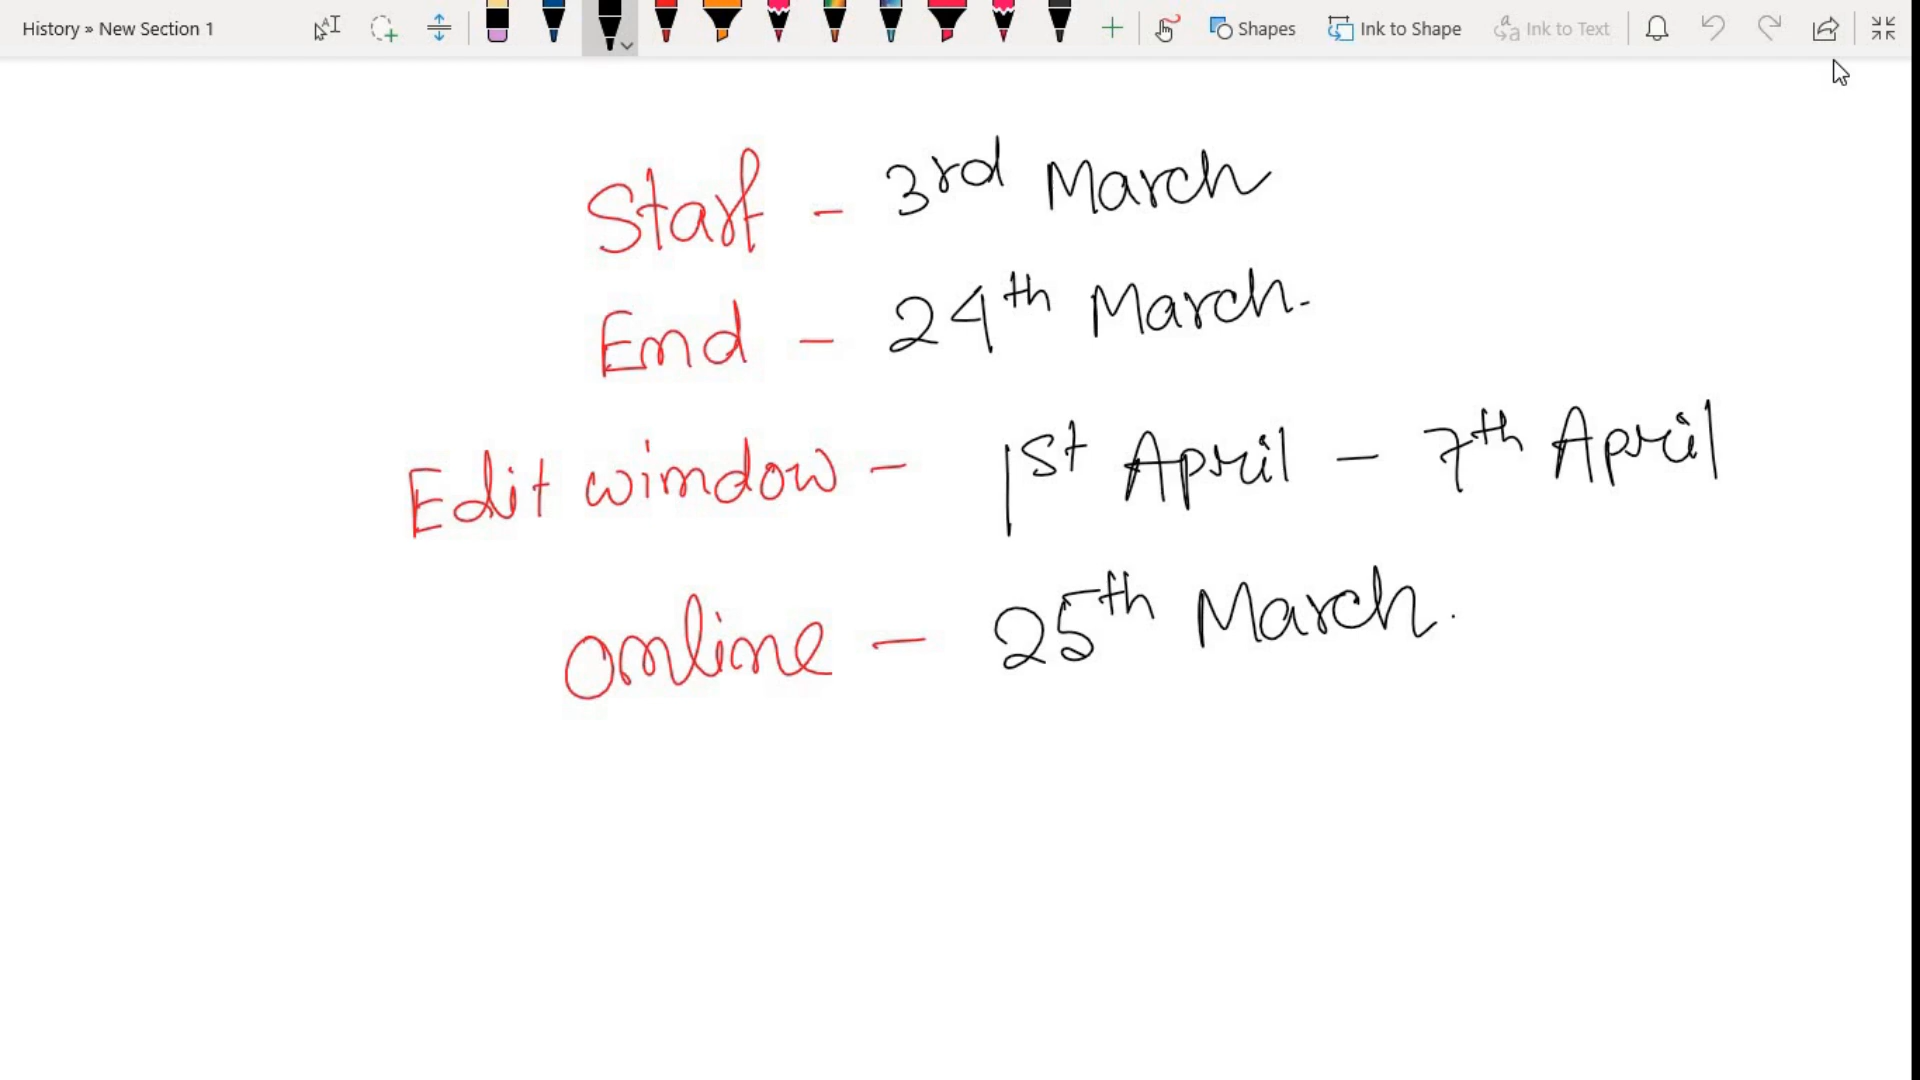 History » New Section 1 Shapes Ink to Shape Ink to Text
Start - 3rd March
End - 24th March.
Edit window - 1st April - 7th April
Online - 25th March.